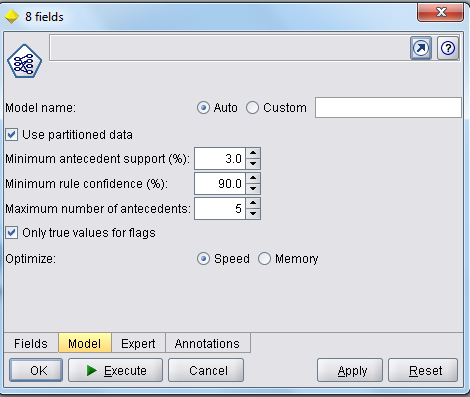 8 fields
Model name: Auto Custom
Use partitioned data
Minimum antecedent support (%): 3.0
Minimum rule confidence (%): 90.0
Maximum number of antecedents: 5
Only true values for flags
Optimize: Speed Memory
Fields Model Expert Annotations
OK Execute Cancel Apply Reset